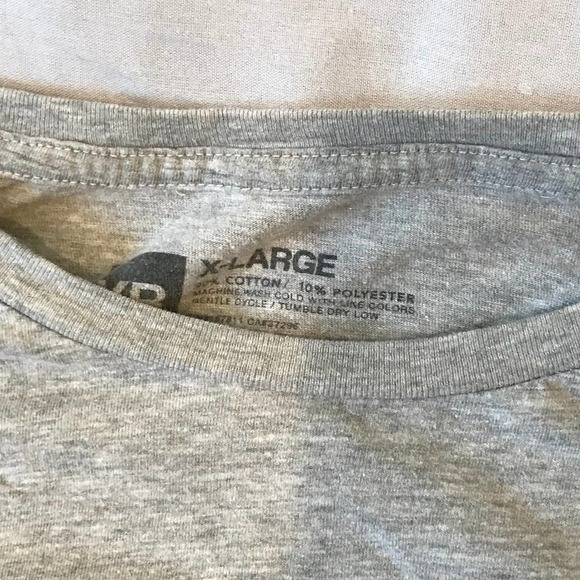 X-LARGE
COTTON / 10% POLYESTER
MACHINE WASH COLD WITH LIKE COLORS
GENTLE CYCLE / TUMBLE DRY LOW